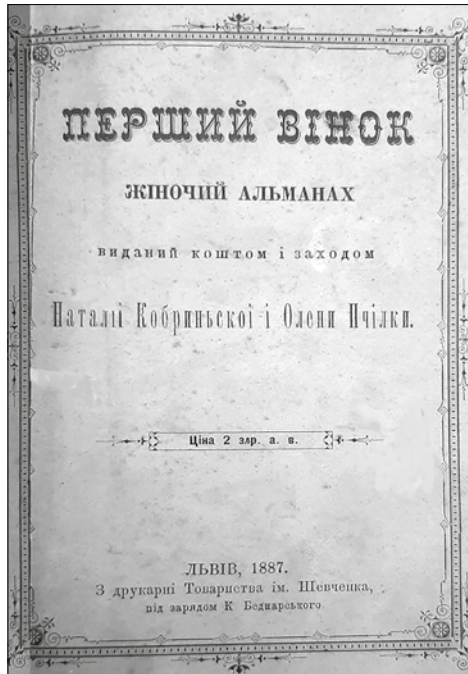 ПЕРШИЙ ВІНОК
ЖІНОЧИЙ АЛЬМАНАХ
виданий коштом і заходом
Наталиї Кобриньскої і Олени Пчілки.
Ціна 2 злр. а. в.
ЛЬВІВ, 1887.
З друкарні Товариства ім. Шевченка,
під зарядом К Беднарського